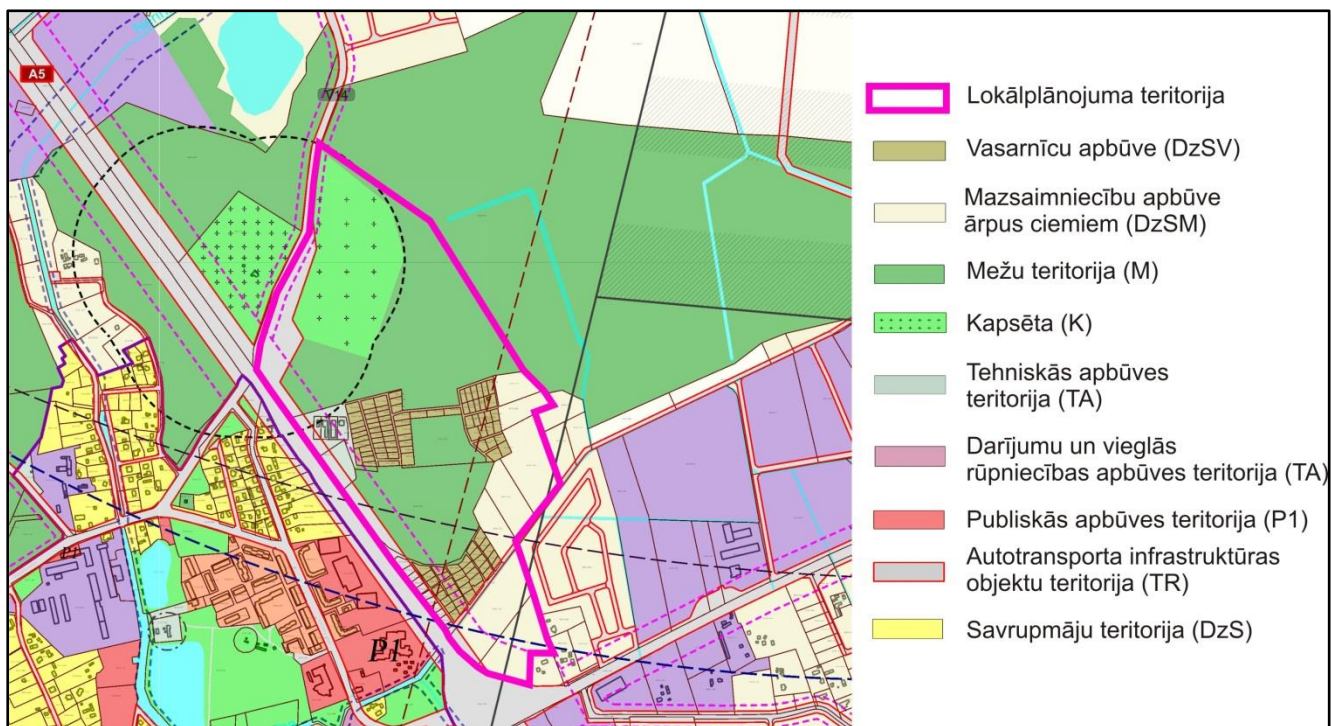 A5
V14
P1
P1
Lokālplānojuma teritorija
Vasarnīcu apbūve (DzSV)
Mazsaimniecību apbūve
ārpus ciemiem (DzSM)
Mežu teritorija (M)
Kapsēta (K)
Tehniskās apbūves
teritorija (TA)
Darījumu un vieglās
rūpniecības apbūves teritorija (TA)
Publiskās apbūves teritorija (P1)
Autotransporta infrastruktūras
objektu teritorija (TR)
Savrupmāju teritorija (DzS)